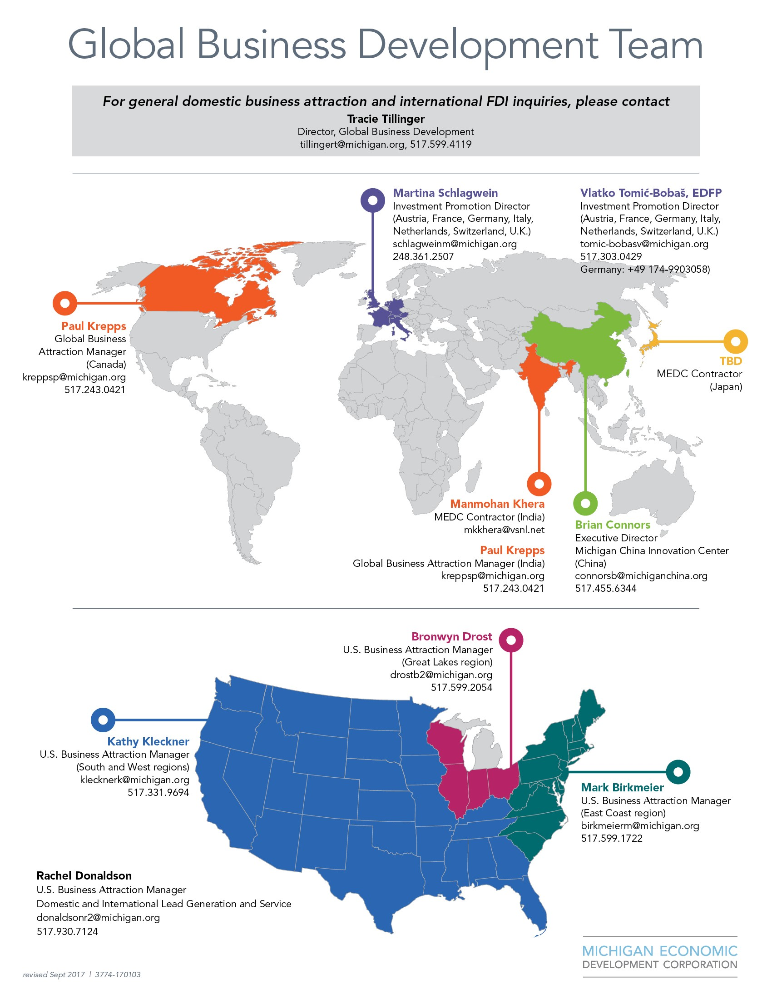 Global Business Development Team
For general domestic business attraction and international FDI inquiries, please contact
Tracie Tillinger
Director, Global Business Development
tillingert@michigan.org, 517.599.4119
Martina Schlagwein
Investment Promotion Director
(Austria, France, Germany, Italy,
Netherlands, Switzerland, U.K.)
schlagweinm@michigan.org
248.361.2507
Vlatko Tomić-Bobaš, EDFP
Investment Promotion Director
(Austria, France, Germany, Italy,
Netherlands, Switzerland, U.K.)
tomic-bobasv@michigan.org
517.303.0429
Germany: +49 174-9903058)
Paul Krepps
Global Business
Attraction Manager
(Canada)
kreppsp@michigan.org
517.243.0421
TBD
MEDC Contractor
(Japan)
Manmohan Khera
MEDC Contractor (India)
mkkhera@vsnl.net
Paul Krepps
Global Business Attraction Manager (India)
kreppsp@michigan.org
517.243.0421
Brian Connors
Executive Director
Michigan China Innovation Center
(China)
connorsb@michiganchina.org
517.455.6344
Bronwyn Drost
U.S. Business Attraction Manager
(Great Lakes region)
drostb2@michigan.org
517.599.2054
Kathy Kleckner
U.S. Business Attraction Manager
(South and West regions)
klecknerk@michigan.org
517.331.9694
Mark Birkmeier
U.S. Business Attraction Manager
(East Coast region)
birkmeierm@michigan.org
517.599.1722
Rachel Donaldson
U.S. Business Attraction Manager
Domestic and International Lead Generation and Service
donaldsonr2@michigan.org
517.930.7124
MICHIGAN ECONOMIC
DEVELOPMENT CORPORATION
revised Sept 2017 | 3774-170103